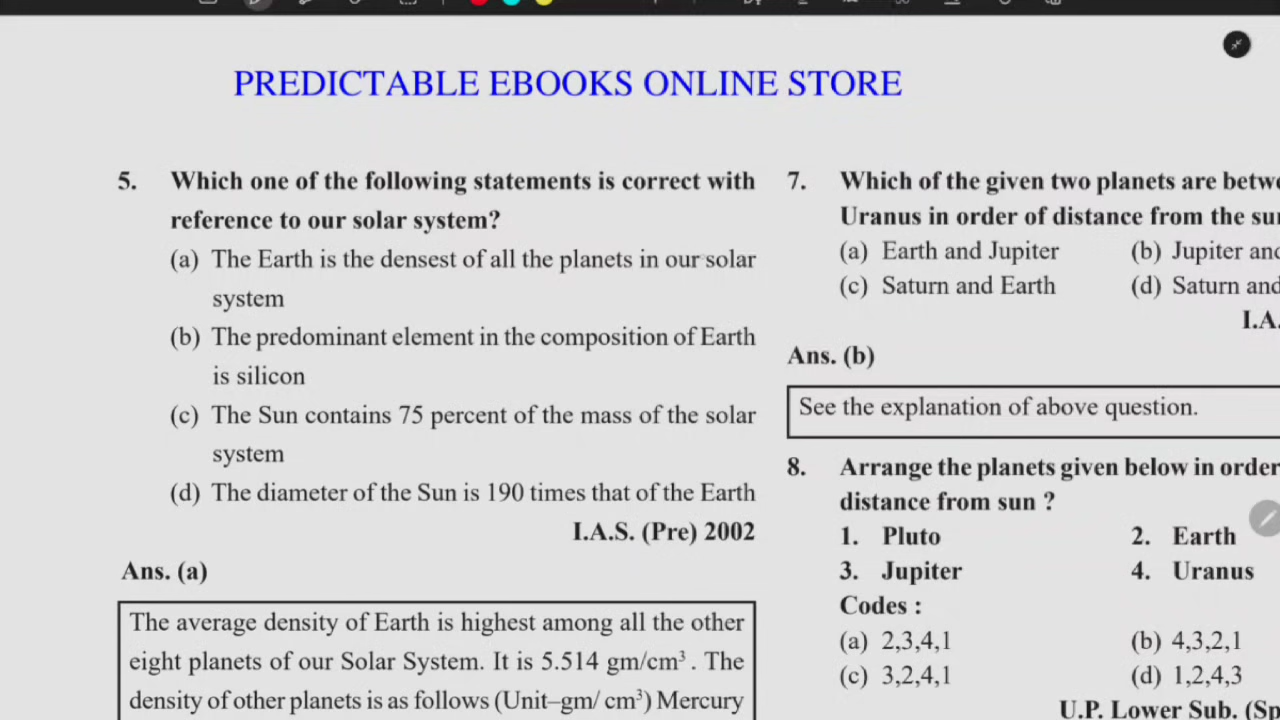 PREDICTABLE EBOOKS ONLINE STORE
5. Which one of the following statements is correct with
reference to our solar system?
(a) The Earth is the densest of all the planets in our solar
system
(b) The predominant element in the composition of Earth
is silicon
(c) The Sun contains 75 percent of the mass of the solar
system
(d) The diameter of the Sun is 190 times that of the Earth
I.A.S. (Pre) 2002
Ans. (a)
The average density of Earth is highest among all the other
eight planets of our Solar System. It is 5.514 gm/cm³ . The
density of other planets is as follows (Unit–gm/ cm³) Mercury
7. Which of the given two planets are
Uranus in order of distance from the
(a) Earth and Jupiter (b) Jupiter
(c) Saturn and Earth (d) Saturn and
I.A.
Ans. (b)
See the explanation of above question.
8. Arrange the planets given below in order
distance from sun ?
1. Pluto 2. Earth
3. Jupiter 4. Uranus
Codes :
(a) 2,3,4,1 (b) 4,3,2,1
(c) 3,2,4,1 (d) 1,2,4,3
U.P. Lower Sub.